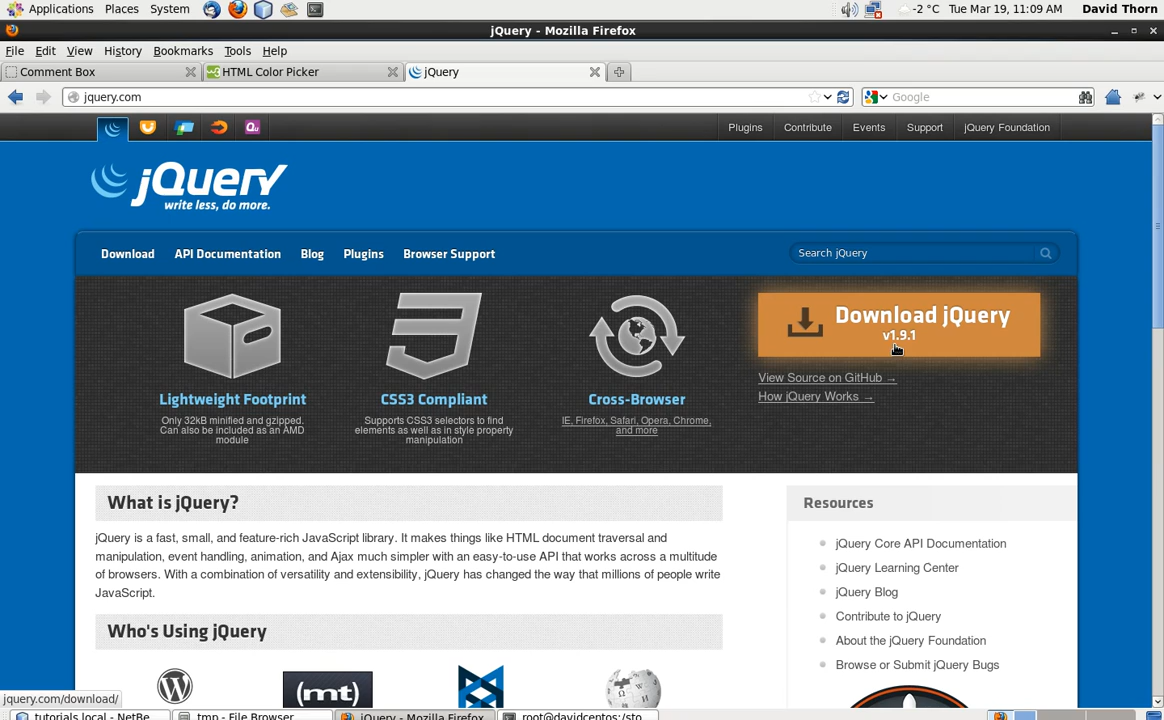 Applications Places System -2 °C Tue Mar 19, 11:09 AM David Thorn
jQuery - Mozilla Firefox
File Edit View History Bookmarks Tools Help
Comment Box HTML Color Picker jQuery
jquery.com Google
Qu Plugins Contribute Events Support jQuery Foundation
jQuery
write less, do more.
Download API Documentation Blog Plugins Browser Support Search jQuery
Download jQuery
v1.9.1
View Source on GitHub →
How jQuery Works →
Lightweight Footprint
Only 32kB minified and gzipped.
Can also be included as an AMD
module
CSS3 Compliant
Supports CSS3 selectors to find
elements as well as in style property
manipulation
Cross-Browser
IE, Firefox, Safari, Opera, Chrome,
and more
What is jQuery?
jQuery is a fast, small, and feature-rich JavaScript library. It makes things like HTML document traversal and
manipulation, event handling, animation, and Ajax much simpler with an easy-to-use API that works across a multitude
of browsers. With a combination of versatility and extensibility, jQuery has changed the way that millions of people write
JavaScript.
Who's Using jQuery
(mt)
Resources
jQuery Core API Documentation
jQuery Learning Center
jQuery Blog
Contribute to jQuery
About the jQuery Foundation
Browse or Submit jQuery Bugs
jquery.com/download/
tutorials.local - NetBe... tmp - File Browser jQuery - Mozilla Firefox root@davidcentos:/sto...